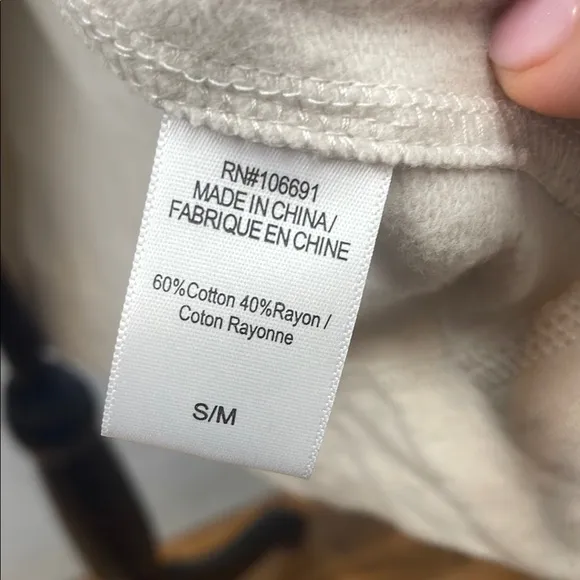 RN#106691
MADE IN CHINA/
FABRIQUE EN CHINE
60%Cotton 40%Rayon /
Coton Rayonne
S/M